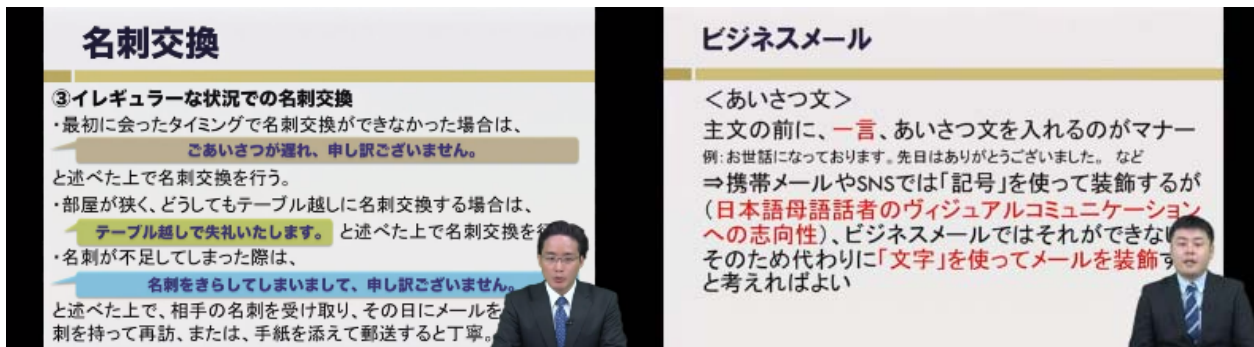 名刺交換
③イレギュラーな状況での名刺交換
・最初に会ったタイミングで名刺交換ができなかった場合は、
ごあいさつが遅れ、申し訳ございません。
と述べた上で名刺交換を行う。
・部屋が狭く、どうしてもテーブル越しに名刺交換する場合は、
テーブル越しで失礼いたします。 と述べた上で名刺交換を
・名刺が不足してしまった際は、
名刺をきらしてしまいまして、申し訳ございません。
と述べた上で、相手の名刺を受け取り、その日にメールを
刺を持って再訪、または、手紙を添えて郵送すると丁寧。
ビジネスメール
＜あいさつ文＞
主文の前に、一言、あいさつ文を入れるのがマナー
例：お世話になっております。先日はありがとうございました。 など
⇒携帯メールやSNSでは「記号」を使って装飾するが
（日本語母語話者のヴィジュアルコミュニケーション
への志向性）、ビジネスメールではそれができな
そのため代わりに「文字」を使ってメールを装飾
と考えればよい